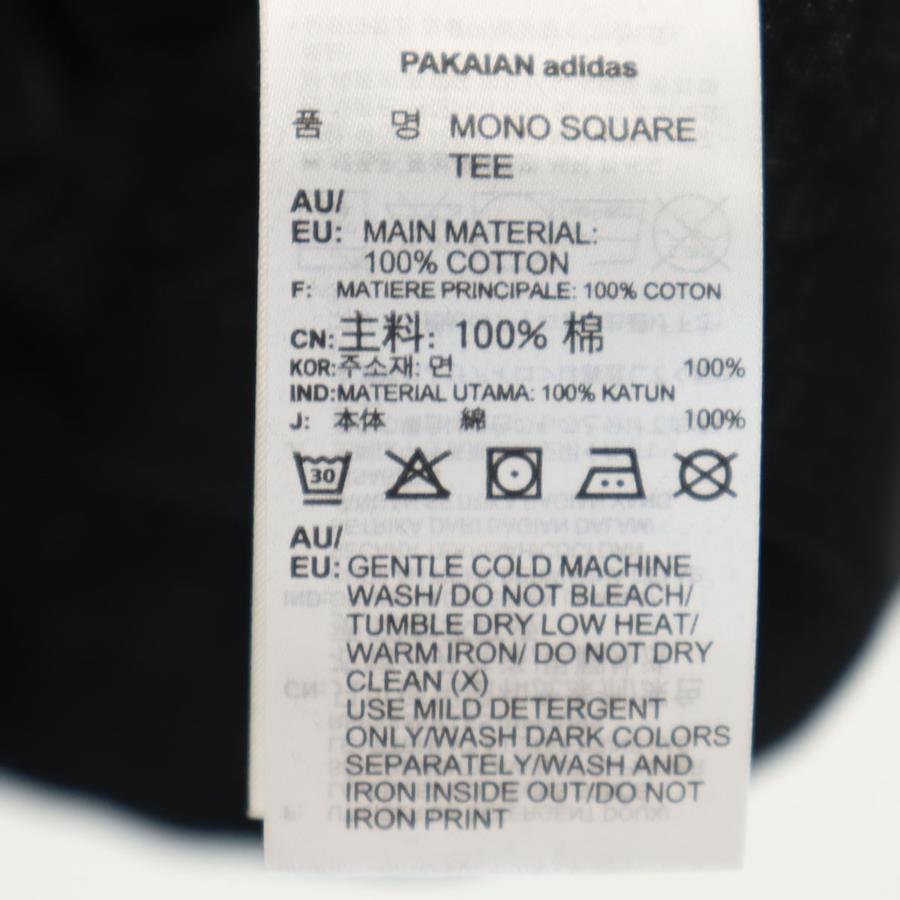 PAKAIAN adidas
품 명 MONO SQUARE
TEE
AU/
EU: MAIN MATERIAL:
100% COTTON
F: MATIERE PRINCIPALE: 100% COTON
CN:主料: 100% 棉
KOR:주소재: 면 100%
IND:MATERIAL UTAMA: 100% KATUN
J: 本体 綿 100%
30
AU/
EU: GENTLE COLD MACHINE
WASH/ DO NOT BLEACH/
TUMBLE DRY LOW HEAT/
WARM IRON/ DO NOT DRY
CLEAN (X)
USE MILD DETERGENT
ONLY/WASH DARK COLORS
SEPARATELY/WASH AND
IRON INSIDE OUT/DO NOT
IRON PRINT